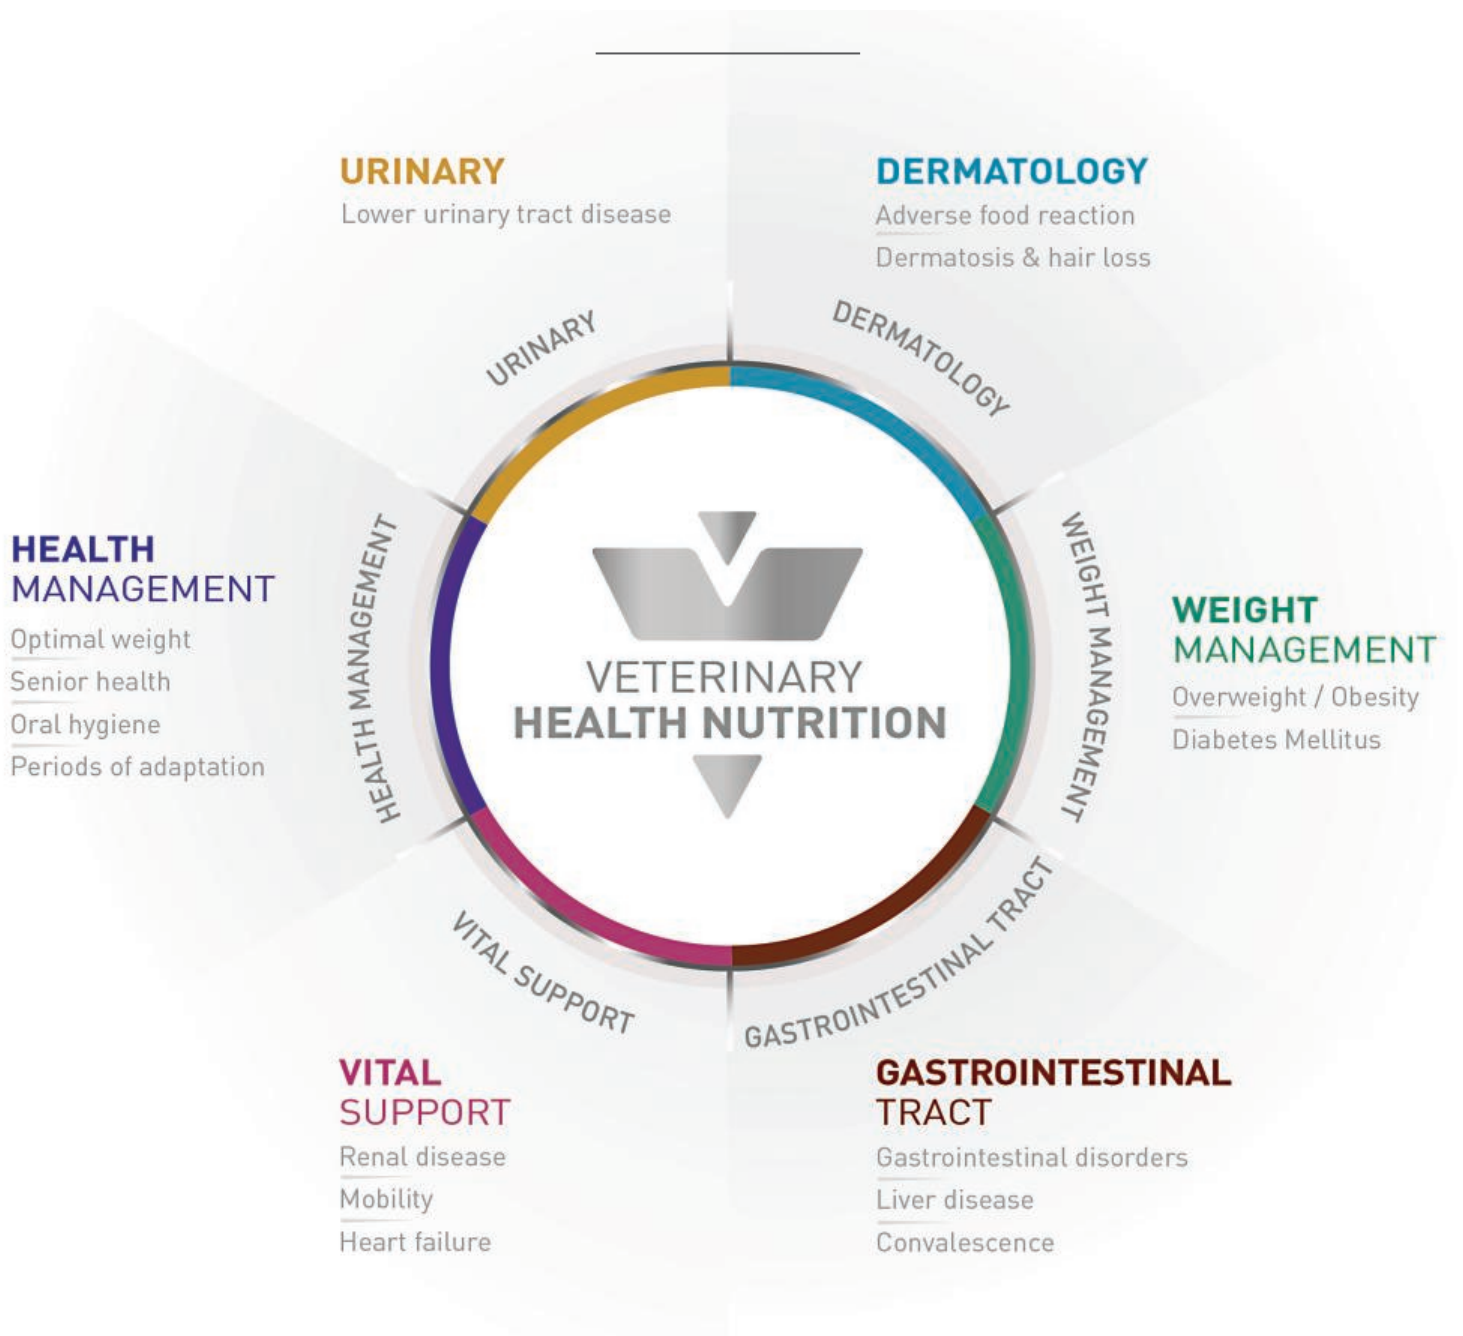 URINARY
Lower urinary tract disease
DERMATOLOGY
Adverse food reaction
Dermatosis & hair loss
URINARY
DERMATOLOGY
HEALTH
MANAGEMENT
Optimal weight
Senior health
Oral hygiene
Periods of adaptation
HEALTH MANAGEMENT
VETERINARY
HEALTH NUTRITION
WEIGHT MANAGEMENT
WEIGHT
MANAGEMENT
Overweight / Obesity
Diabetes Mellitus
VITAL SUPPORT
GASTROINTESTINAL TRACT
VITAL
SUPPORT
Renal disease
Mobility
Heart failure
GASTROINTESTINAL
TRACT
Gastrointestinal disorders
Liver disease
Convalescence